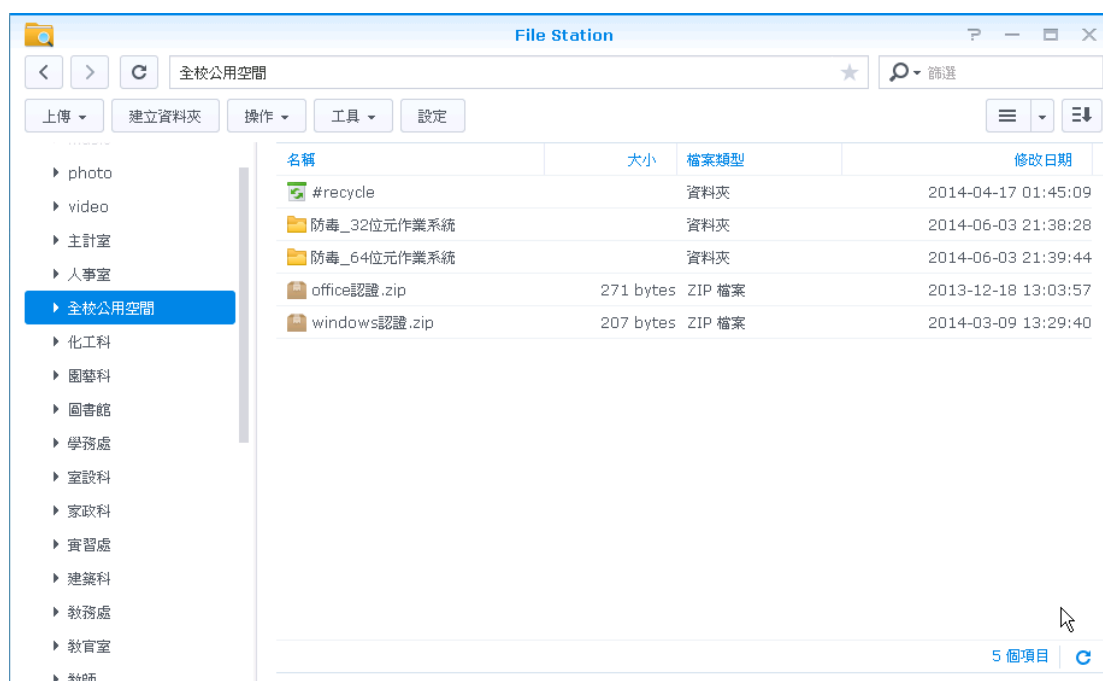 File Station
全校公用空間
篩選
上傳 建立資料夾 操作 工具 設定
photo
video
主計室
人事室
全校公用空間
化工科
園藝科
圖書館
學務處
室設科
家政科
實習處
建築科
教務處
教官室
教師
名稱 大小 檔案類型 修改日期
#recycle 資料夾 2014-04-17 01:45:09
防毒_32位元作業系統 資料夾 2014-06-03 21:38:28
防毒_64位元作業系統 資料夾 2014-06-03 21:39:44
office認證.zip 271 bytes ZIP 檔案 2013-12-18 13:03:57
windows認證.zip 207 bytes ZIP 檔案 2014-03-09 13:29:40
5 個項目